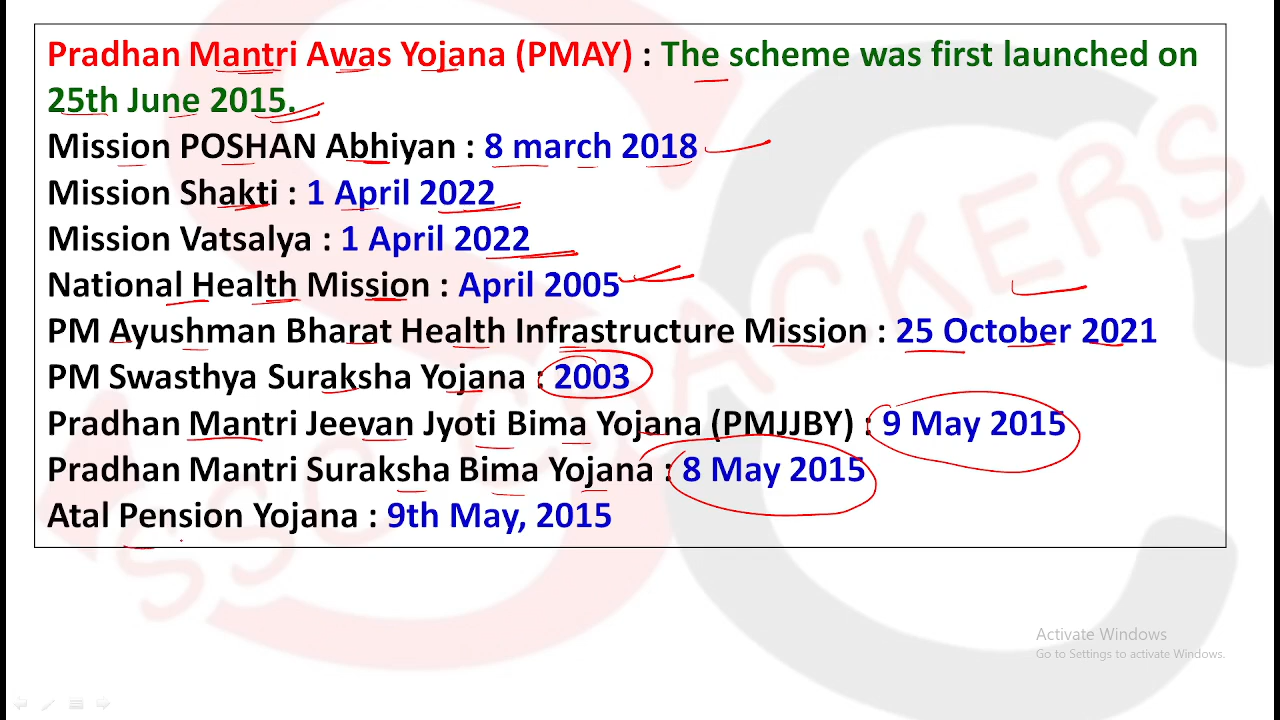 Pradhan Mantri Awas Yojana (PMAY) : The scheme was first launched on
25th June 2015.
Mission POSHAN Abhiyan : 8 march 2018
Mission Shakti : 1 April 2022
Mission Vatsalya : 1 April 2022
National Health Mission : April 2005
PM Ayushman Bharat Health Infrastructure Mission : 25 October 2021
PM Swasthya Suraksha Yojana : 2003
Pradhan Mantri Jeevan Jyoti Bima Yojana (PMJJBY) : 9 May 2015
Pradhan Mantri Suraksha Bima Yojana : 8 May 2015
Atal Pension Yojana : 9th May, 2015
SSC CRACKERS
Activate Windows
Go to Settings to activate Windows.